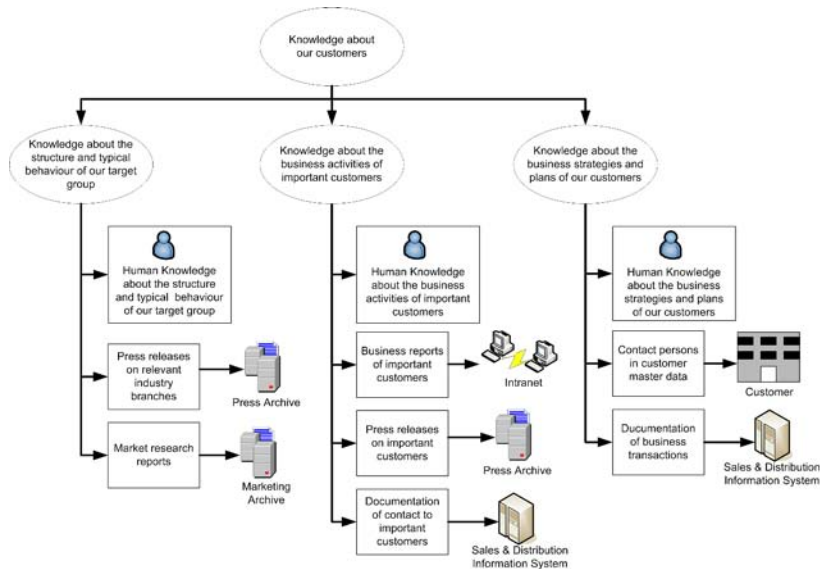 Knowledge about
our customers
Knowledge about the
structure and typical
behaviour of our target
group
Knowledge about the
business activities of
important customers
Knowledge about the
business strategies and
plans of our customers
Human Knowledge
about the structure
and typical behaviour
of our target group
Press releases
on relevant
industry
branches
Press Archive
Market research
reports
Marketing
Archive
Human Knowledge
about the business
activities of important
customers
Business reports
of important
customers
Intranet
Press releases
on important
customers
Press Archive
Documentation
of contact to
important
customers
Sales & Distribution
Information System
Human Knowledge
about the business
strategies and plans
of our customers
Contact persons
in customer
master data
Customer
Ducumentation
of business
transactions
Sales & Distribution
Information System